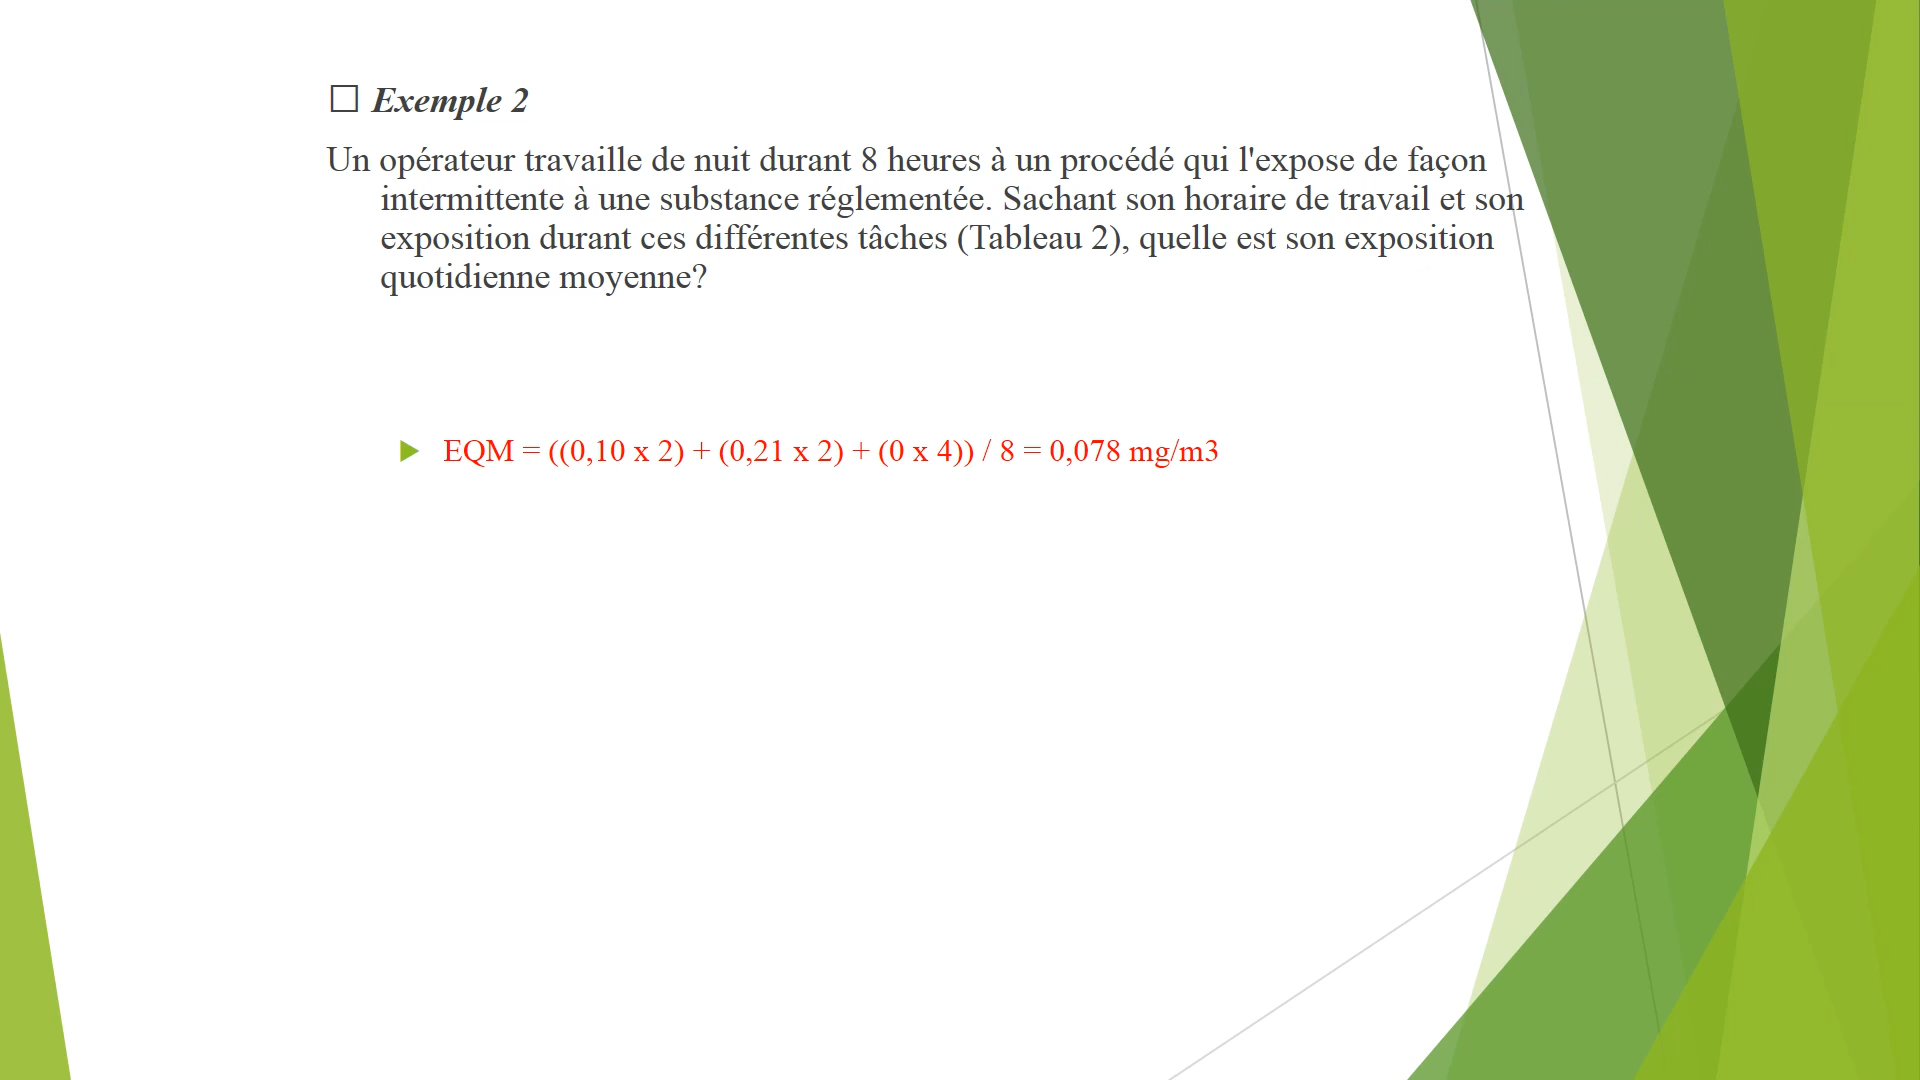 ☐ Exemple 2
Un opérateur travaille de nuit durant 8 heures à un procédé qui l'expose de façon
intermittente à une substance réglementée. Sachant son horaire de travail et son
exposition durant ces différentes tâches (Tableau 2), quelle est son exposition
quotidienne moyenne?
EQM = ((0,10 x 2) + (0,21 x 2) + (0 x 4)) / 8 = 0,078 mg/m3